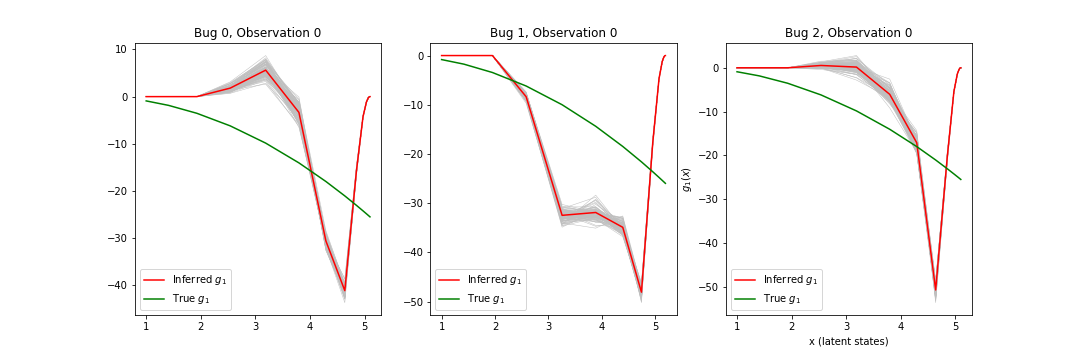 Bug 0, Observation 0
10
0
−10
−20
−30
−40
1 2 3 4 5
Inferred g₁
True g₁
Bug 1, Observation 0
0
−10
−20
−30
−40
−50
1 2 3 4 5
Inferred g₁
True g₁
Bug 2, Observation 0
g₁(x)
0
−10
−20
−30
−40
−50
1 2 3 4 5
x (latent states)
Inferred g₁
True g₁